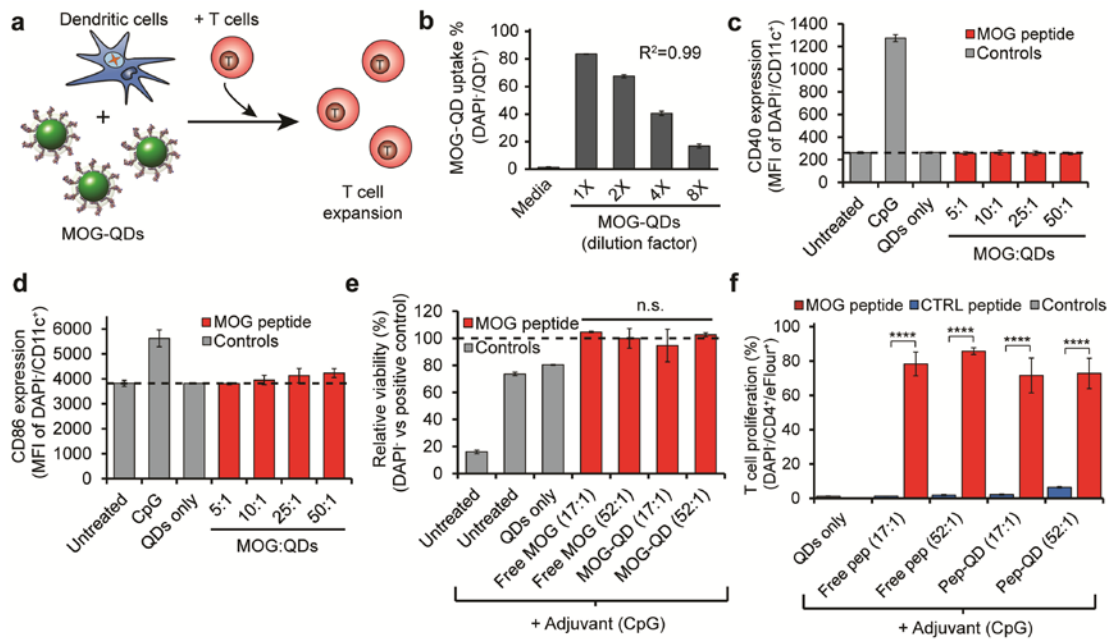 a
Dendritic cells
+ T cells
T
T
T
T
T
+
MOG-QDs
T cell
expansion
b
MOG-QD uptake %
(DAPI⁻/QD⁺)
100
80
60
40
20
0
R²=0.99
Media
1X
2X
4X
8X
MOG-QDs
(dilution factor)
c
CD40 expression
(MFI of DAPI⁻/CD11c⁺)
1400
1200
1000
800
600
400
200
0
MOG peptide
Controls
Untreated
CpG
QDs only
5:1
10:1
25:1
50:1
MOG:QDs
d
CD86 expression
(MFI of DAPI⁻/CD11c⁺)
6000
5000
4000
3000
2000
1000
0
MOG peptide
Controls
Untreated
CpG
QDs only
5:1
10:1
25:1
50:1
MOG:QDs
e
Relative viability (%)
(DAPI⁻ vs positive control)
120
100
80
60
40
20
0
MOG peptide
Controls
n.s.
Untreated
Untreated
QDs only
Free MOG (17:1)
Free MOG (52:1)
MOG-QD (17:1)
MOG-QD (52:1)
+ Adjuvant (CpG)
f
MOG peptide
CTRL peptide
Controls
T cell proliferation (%)
(DAPI⁻/CD4⁺/eFlour⁺)
100
80
60
40
20
0
****
****
****
****
QDs only
Free pep (17:1)
Free pep (52:1)
Pep-QD (17:1)
Pep-QD (52:1)
+ Adjuvant (CpG)